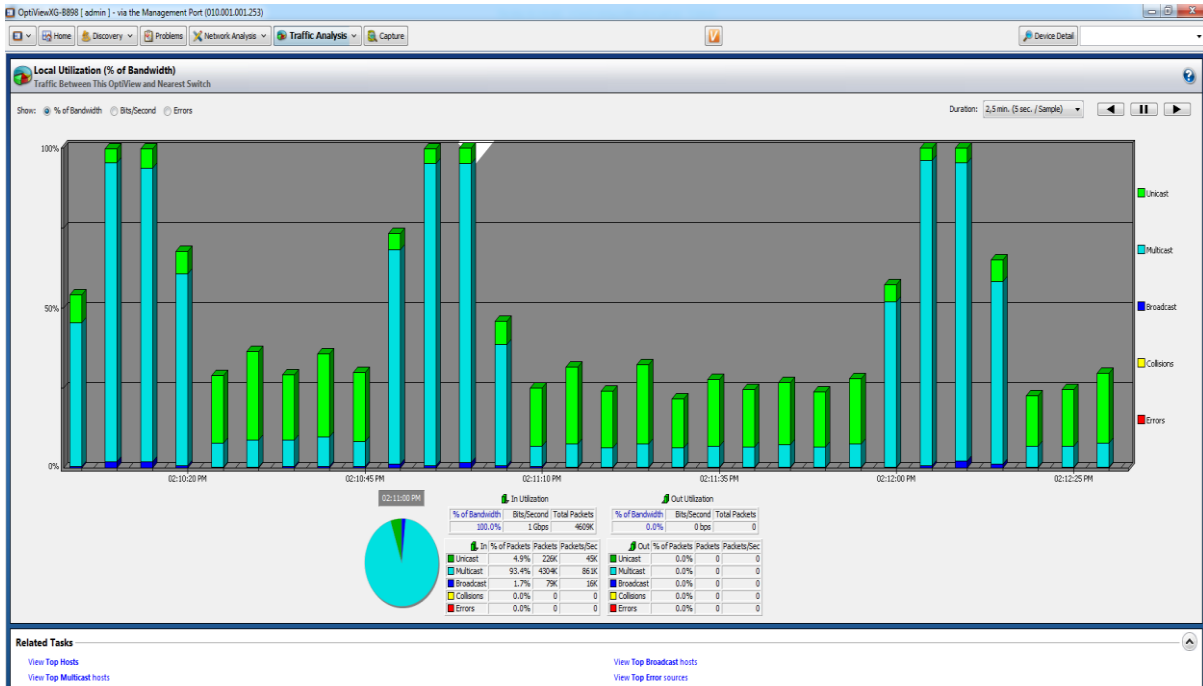 OptiViewXG-B898 [ admin ] - via the Management Port (010.001.001.253)
Home Discovery Problems Network Analysis Traffic Analysis Capture V Device Detail
Local Utilization (% of Bandwidth)
Traffic Between This OptiView and Nearest Switch
Show: % of Bandwidth Bits/Second Errors Duration: 2,5 min. (5 sec. / Sample)
100%
Unicast
Multicast
50%
Broadcast
Collisions
Errors
0%
02:10:20 PM 02:10:45 PM 02:11:10 PM 02:11:35 PM 02:12:00 PM 02:12:25 PM
02:11:00 PM In Utilization Out Utilization
% of Bandwidth Bits/Second Total Packets % of Bandwidth Bits/Second Total Packets
100.0% 1 Gbps 4609K 0.0% 0 bps 0
In % of Packets Packets Packets/Sec Out % of Packets Packets Packets/Sec
Unicast 4.9% 226K 45K Unicast 0.0% 0 0
Multicast 93.4% 4304K 861K Multicast 0.0% 0 0
Broadcast 1.7% 79K 16K Broadcast 0.0% 0 0
Collisions 0.0% 0 0 Collisions 0.0% 0 0
Errors 0.0% 0 0 Errors 0.0% 0 0
Related Tasks
View Top Hosts View Top Broadcast hosts
View Top Multicast hosts View Top Error sources